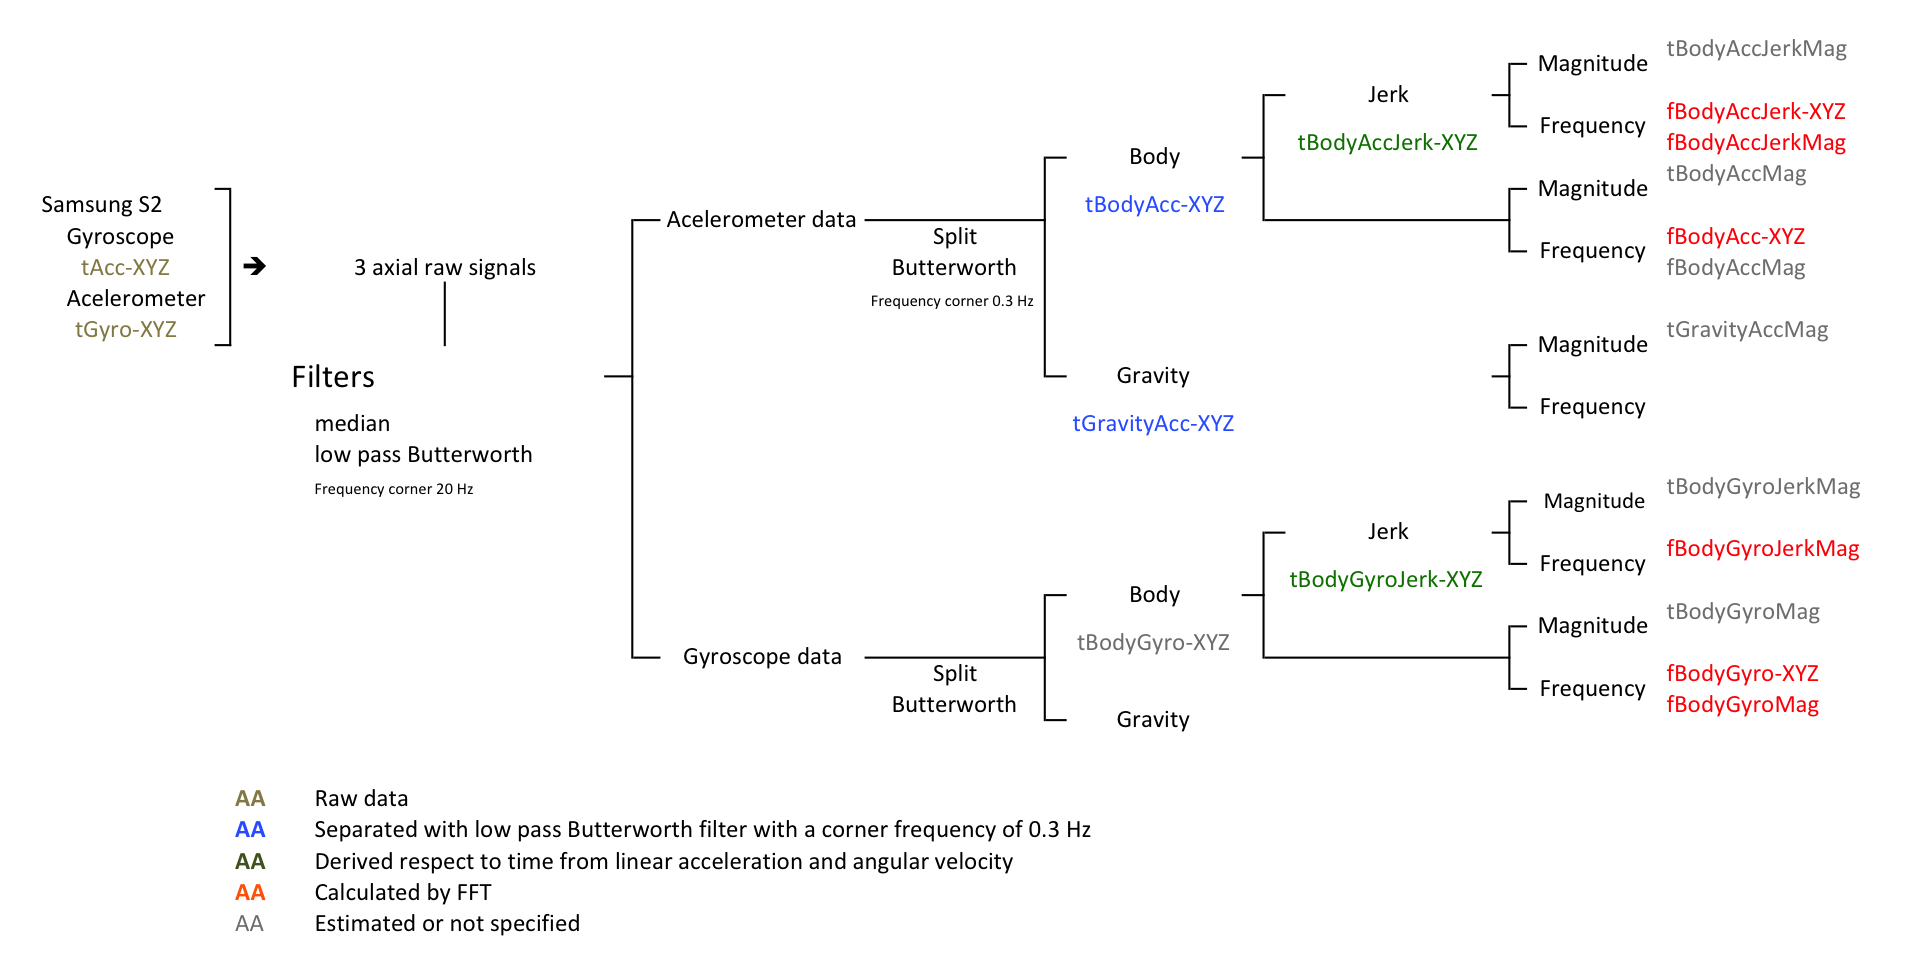 Samsung S2
Gyroscope
tAcc-XYZ
Acelerometer
tGyro-XYZ
3 axial raw signals
Filters
median
low pass Butterworth
Frequency corner 20 Hz
Acelerometer data
Split
Butterworth
Frequency corner 0.3 Hz
Body
tBodyAcc-XYZ
Jerk
tBodyAccJerk-XYZ
Magnitude
tBodyAccJerkMag
Frequency
fBodyAccJerk-XYZ
fBodyAccJerkMag
Magnitude
tBodyAccMag
Frequency
fBodyAcc-XYZ
fBodyAccMag
Gravity
tGravityAcc-XYZ
Magnitude
tGravityAccMag
Frequency
Gyroscope data
Split
Butterworth
Body
tBodyGyro-XYZ
Jerk
tBodyGyroJerk-XYZ
Magnitude
tBodyGyroJerkMag
Frequency
fBodyGyroJerkMag
Magnitude
tBodyGyroMag
Frequency
fBodyGyro-XYZ
fBodyGyroMag
Gravity
AA Raw data
AA Separated with low pass Butterworth filter with a corner frequency of 0.3 Hz
AA Derived respect to time from linear acceleration and angular velocity
AA Calculated by FFT
AA Estimated or not specified